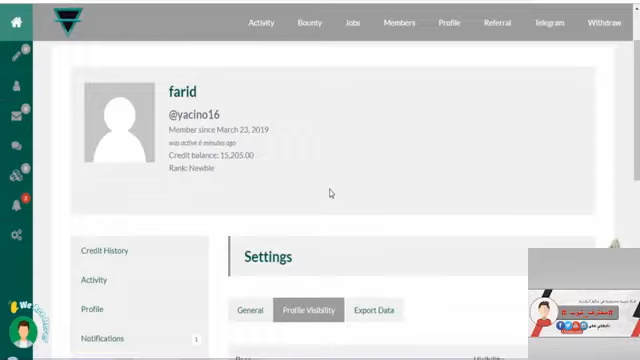 Activity Bounty Jobs Members Profile Referral Telegram Withdraw
farid
@yacino16
Member since March 23, 2019
was active 6 minutes ago
Credit balance: 15,205.00
Rank: Newbie
Credit History
Activity
Profile
Notifications 1
Settings
General Profile Visibility Export Data
We